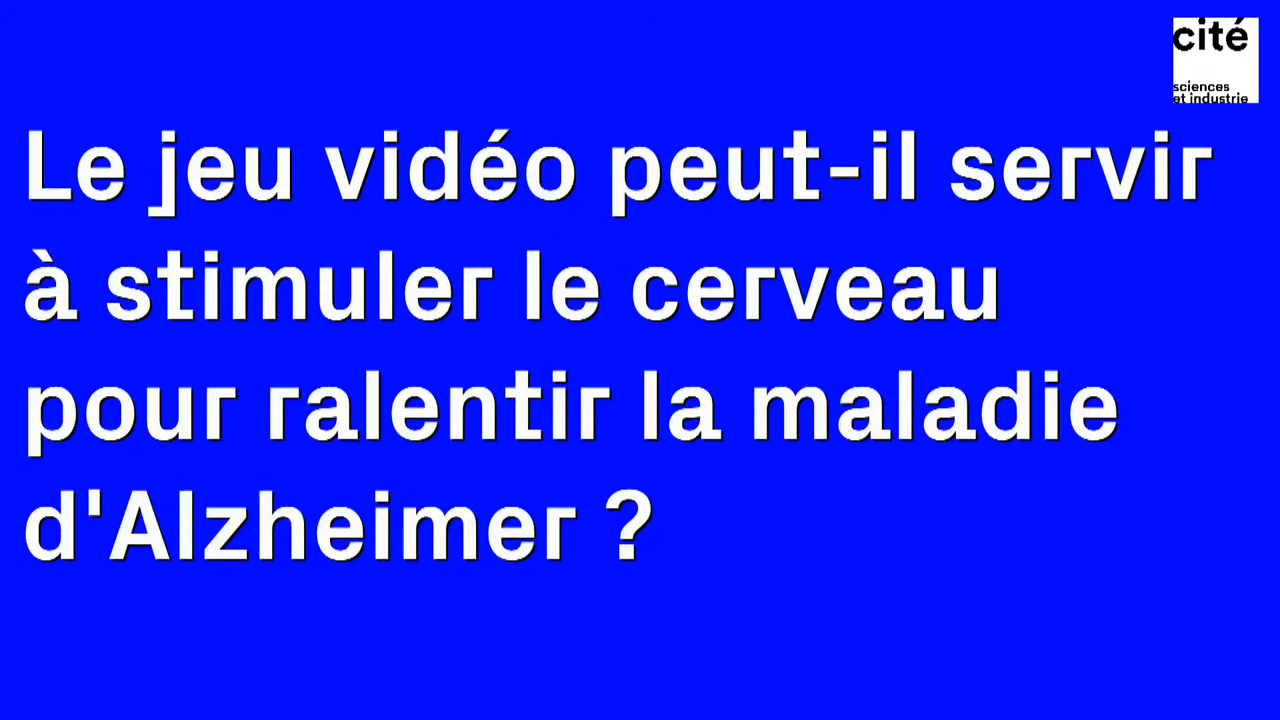 cité
sciences
et industrie
Le jeu vidéo peut-il servir
à stimuler le cerveau
pour ralentir la maladie
d'Alzheimer ?